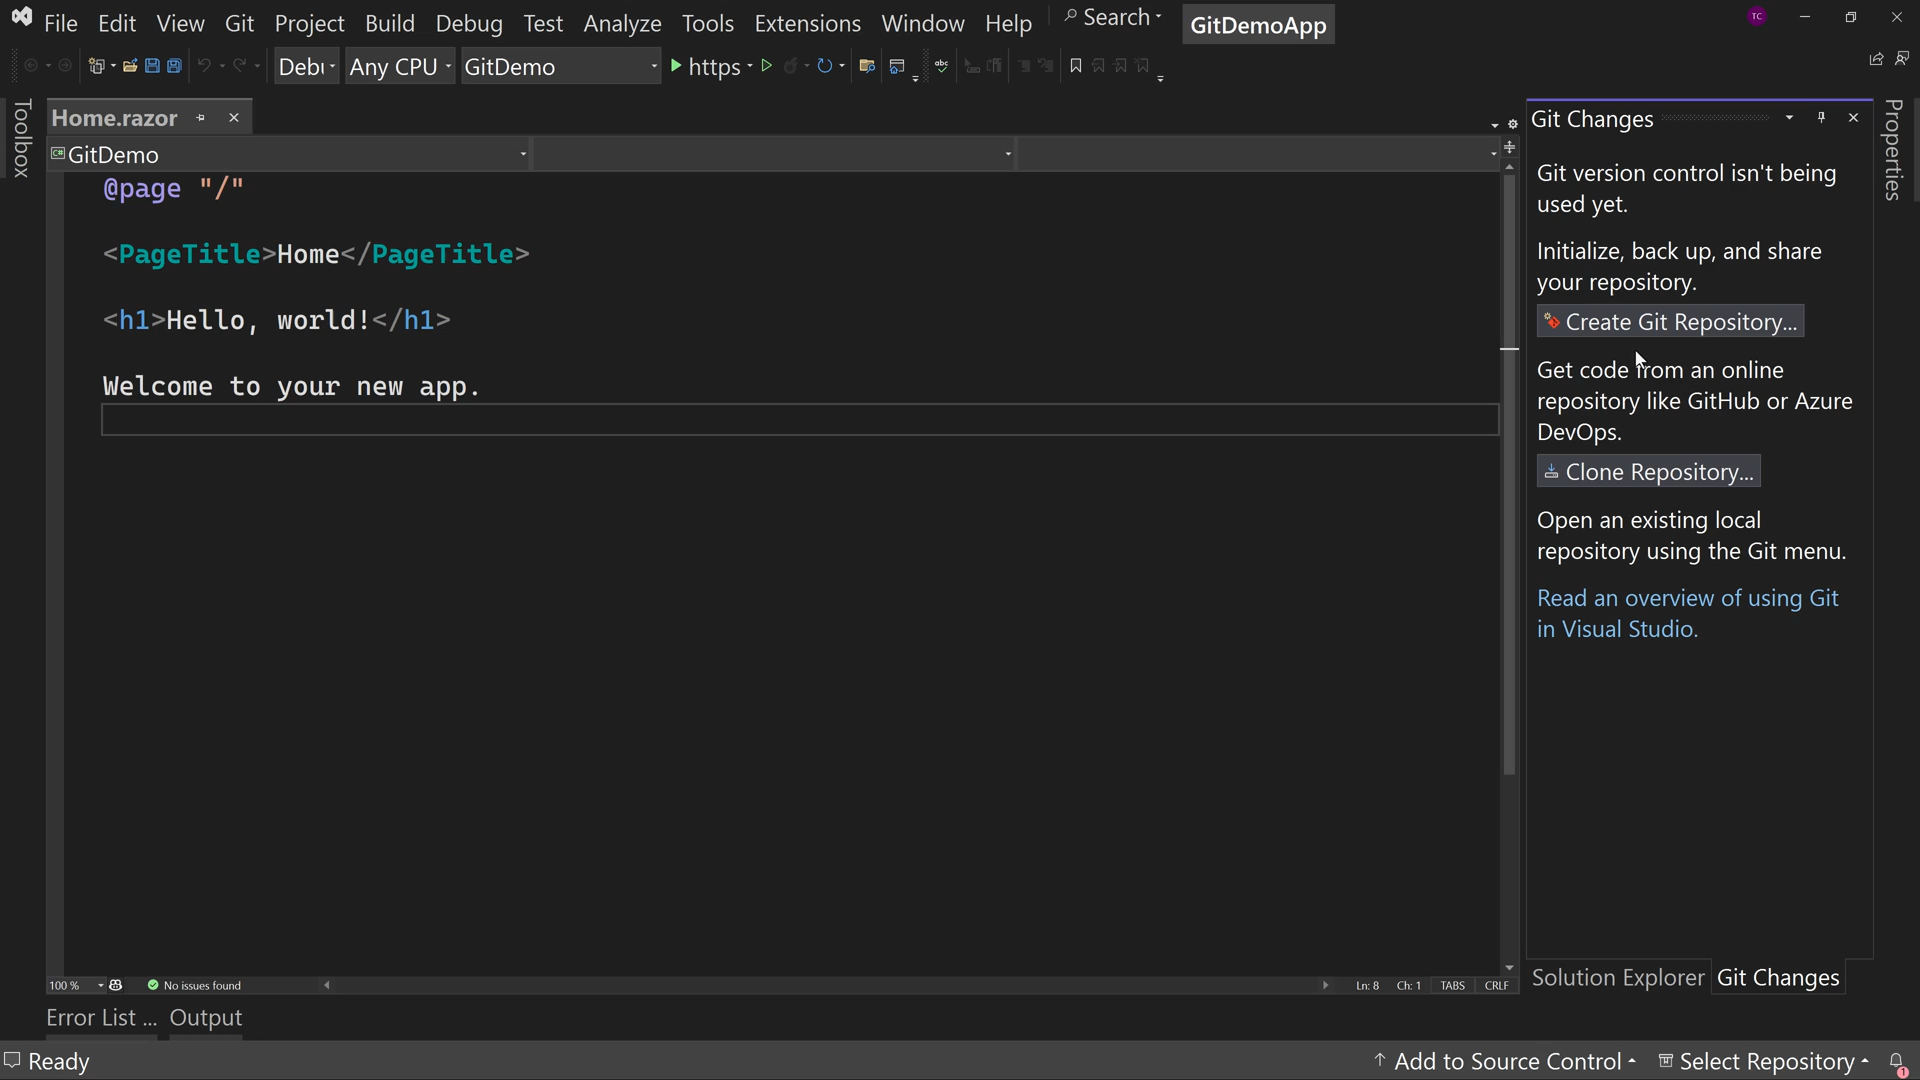 File Edit View Git Project Build Debug Test Analyze Tools Extensions Window Help Search GitDemoApp TC
Debu Any CPU GitDemo https
Toolbox
Home.razor
GitDemo
@page "/"
<PageTitle>Home</PageTitle>
<h1>Hello, world!</h1>
Welcome to your new app.
100 % No issues found Ln: 8 Ch: 1 TABS CRLF
Git Changes
Git version control isn't being
used yet.
Initialize, back up, and share
your repository.
Create Git Repository...
Get code from an online
repository like GitHub or Azure
DevOps.
Clone Repository...
Open an existing local
repository using the Git menu.
Read an overview of using Git
in Visual Studio.
Solution Explorer Git Changes
Properties
Error List ... Output
Ready Add to Source Control Select Repository 1